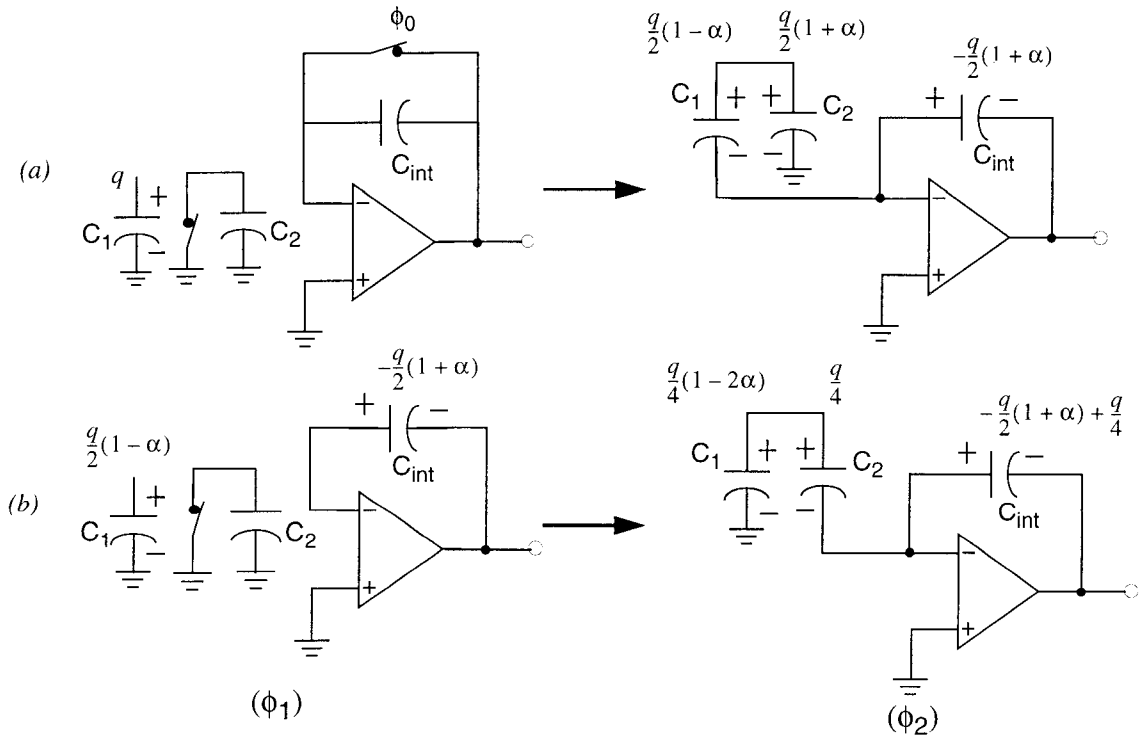 ϕ0
q/2(1 − α)
q/2(1 + α)
-q/2(1 + α)
C1
+
+
C2
+
−
Cint
−
−
(a)
q
+
C1
−
C2
Cint
−
+
−
+
-q/2(1 + α)
+
−
Cint
q/4(1 − 2α)
q/4
-q/2(1 + α) + q/4
C1
+
+
C2
+
−
Cint
−
−
(b)
q/2(1 − α)
+
C1
−
C2
−
+
−
+
(ϕ1)
(ϕ2)